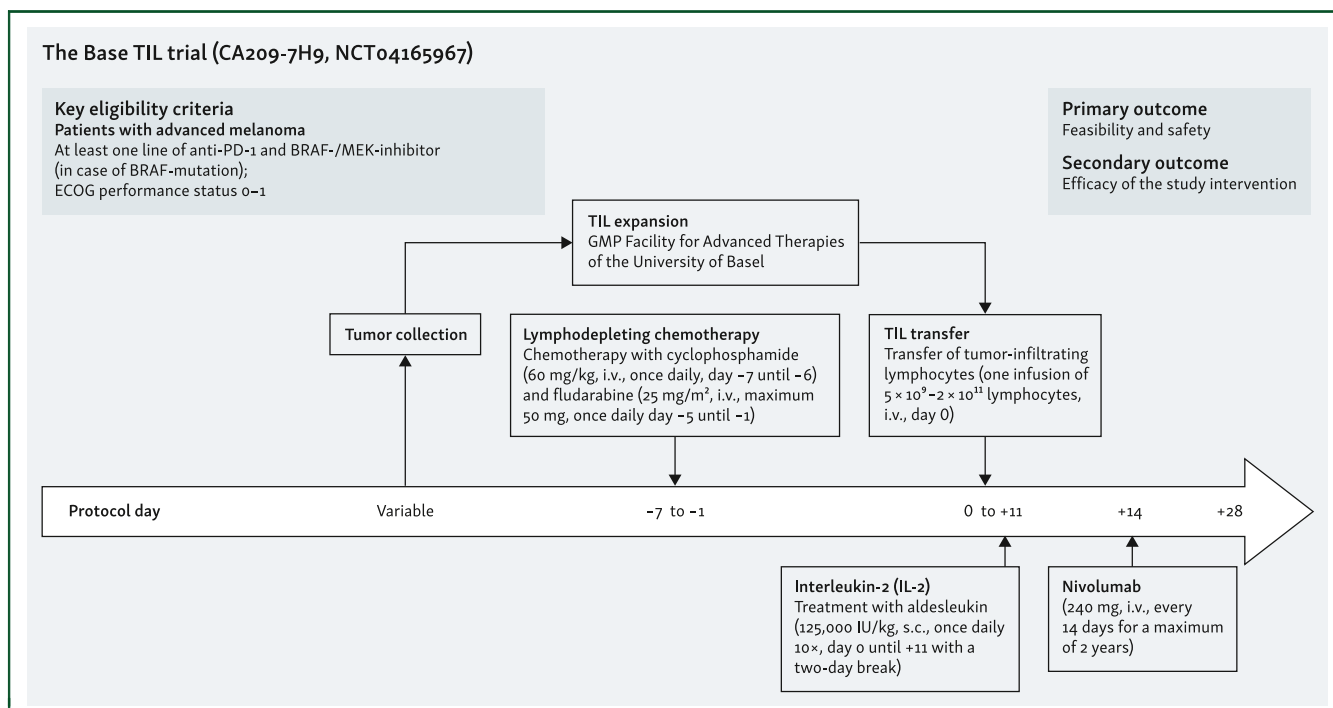 The Base TIL trial (CA209-7H9, NCT04165967)
Key eligibility criteria
Patients with advanced melanoma
At least one line of anti-PD-1 and BRAF-/MEK-inhibitor
(in case of BRAF-mutation);
ECOG performance status 0–1
Primary outcome
Feasibility and safety
Secondary outcome
Efficacy of the study intervention
TIL expansion
GMP Facility for Advanced Therapies
of the University of Basel
Tumor collection
Lymphodepleting chemotherapy
Chemotherapy with cyclophosphamide
(60 mg/kg, i.v., once daily, day −7 until −6)
and fludarabine (25 mg/m², i.v., maximum
50 mg, once daily day −5 until −1)
TIL transfer
Transfer of tumor-infiltrating
lymphocytes (one infusion of
5 × 10⁹–2 × 10¹¹ lymphocytes,
i.v., day 0)
Protocol day Variable −7 to −1 0 to +11 +14 +28
Interleukin-2 (IL-2)
Treatment with aldesleukin
(125,000 IU/kg, s.c., once daily
10×, day 0 until +11 with a
two-day break)
Nivolumab
(240 mg, i.v., every
14 days for a maximum
of 2 years)